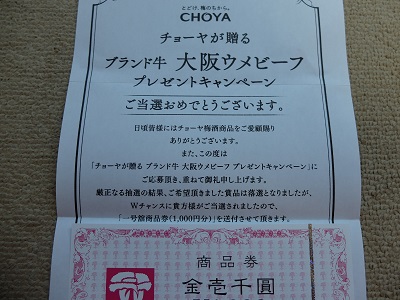 とどけ、梅のちから。
CHOYA
チョーヤが贈る
ブランド牛 大阪ウメビーフ
プレゼントキャンペーン
ご当選おめでとうございます。
日頃皆様にはチョーヤ梅酒商品をご愛顧賜り
ありがとうございます。
また、この度は
「チョーヤが贈る ブランド牛 大阪ウメビーフ プレゼントキャンペーン」に
ご応募頂き、重ねて御礼申し上げます。
厳正なる抽選の結果、ご希望頂きました賞品は落選となりましたが、
Wチャンスに貴方様がご当選されましたので、
「一号舘商品券（1,000円分）」を送付させて頂きます。
商品券
金壱千圓